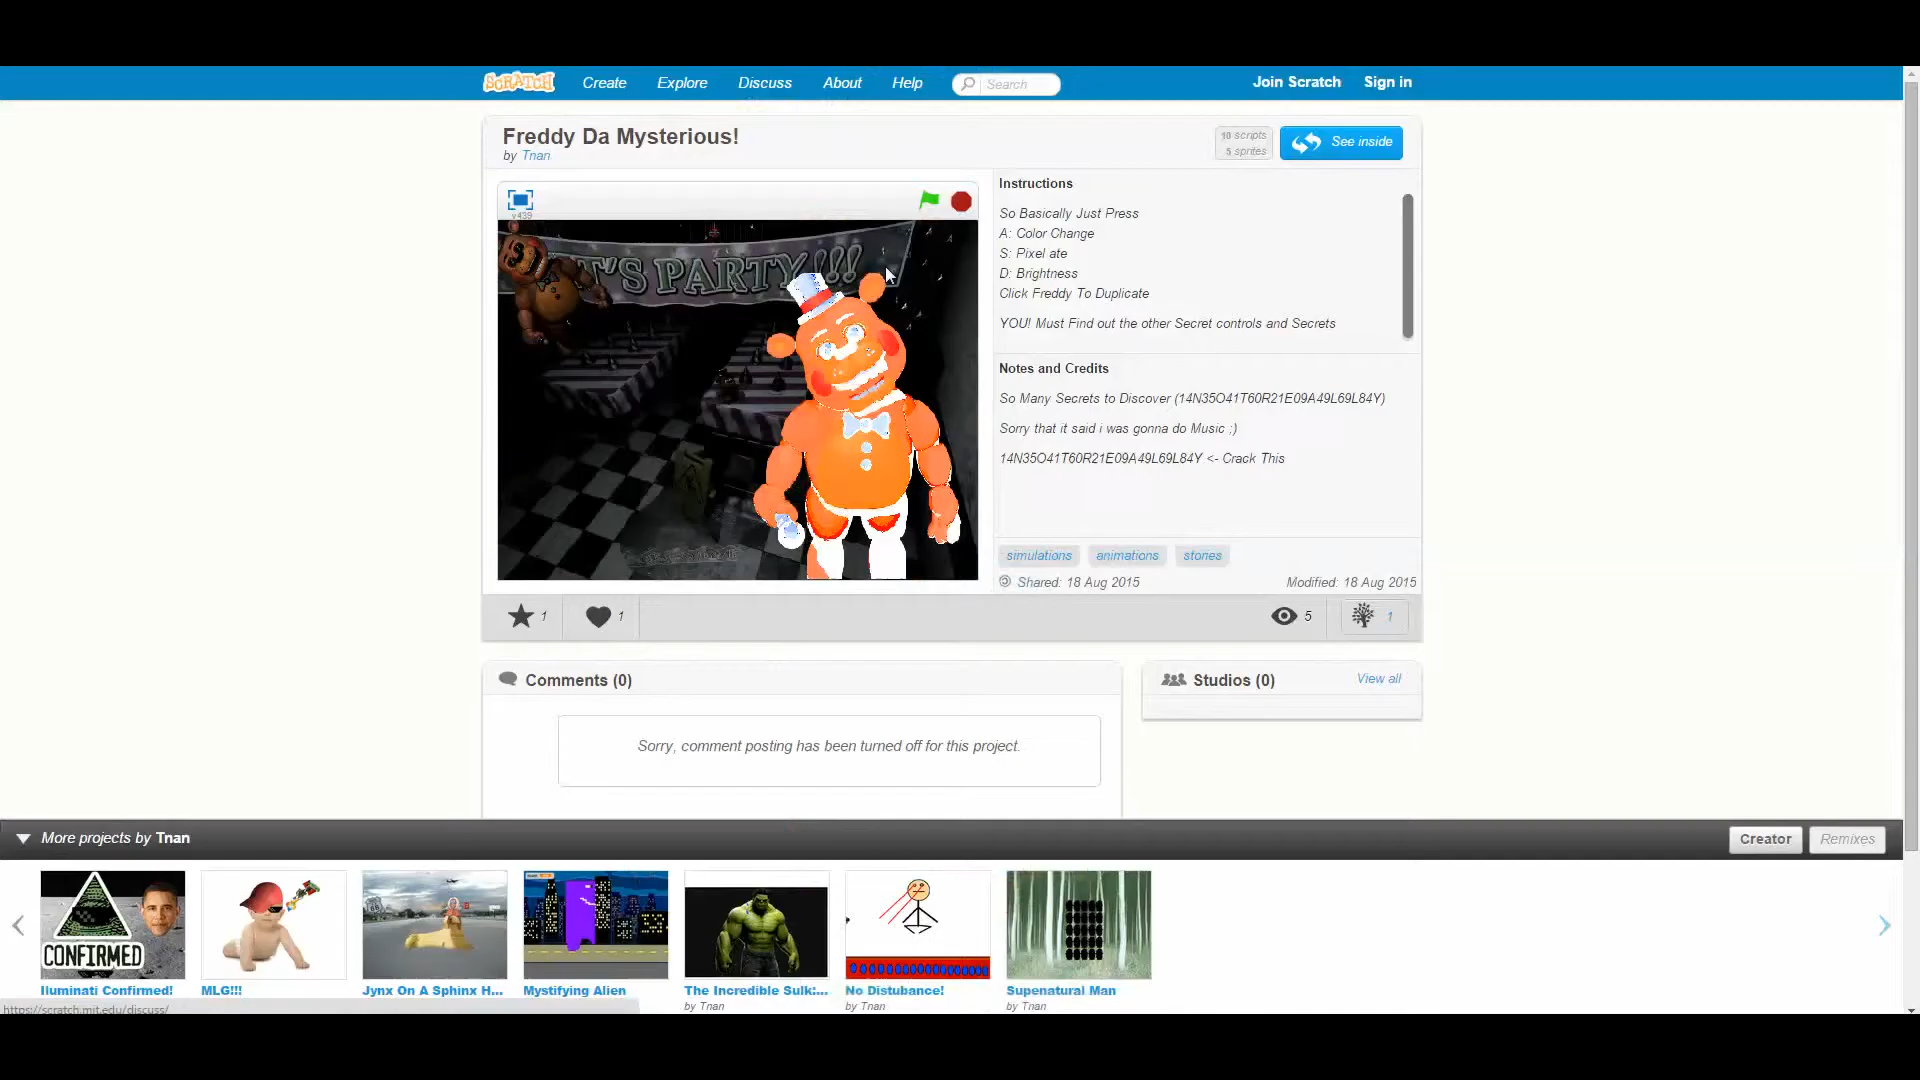 SCRATCH Create Explore Discuss About Help Search Join Scratch Sign in
Freddy Da Mysterious!
by Tnan
10 scripts
5 sprites
See inside
v439
T'S PARTY!!!
Instructions
So Basically Just Press
A: Color Change
S: Pixel ate
D: Brightness
Click Freddy To Duplicate
YOU! Must Find out the other Secret controls and Secrets
Notes and Credits
So Many Secrets to Discover (14N35O41T60R21E09A49L69L84Y)
Sorry that it said i was gonna do Music ;)
14N35O41T60R21E09A49L69L84Y <- Crack This
simulations animations stories
Shared: 18 Aug 2015 Modified: 18 Aug 2015
1 1 5 1
Comments (0)
Sorry, comment posting has been turned off for this project.
Studios (0) View all
More projects by Tnan
Creator Remixes
CONFIRMED
Iluminati Confirmed! MLG!!! Jynx On A Sphinx H... Mystifying Alien The Incredible Sulk:... No Distubance! Supenatural Man
by Tnan by Tnan by Tnan
https://scratch.mit.edu/discuss/